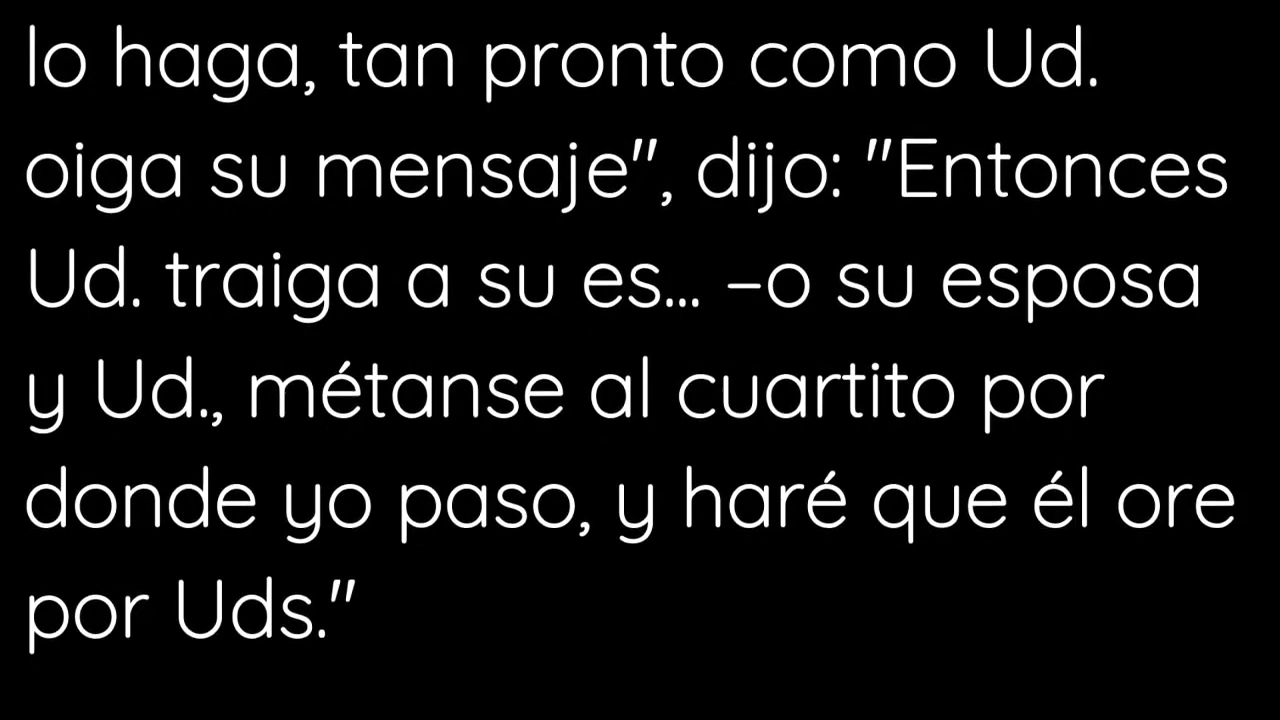 lo haga, tan pronto como Ud.
oiga su mensaje", dijo: "Entonces
Ud. traiga a su es... –o su esposa
y Ud., métanse al cuartito por
donde yo paso, y haré que él ore
por Uds."